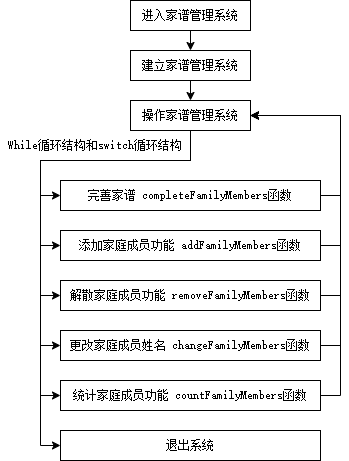 进入家谱管理系统
建立家谱管理系统
操作家谱管理系统
While循环结构和switch循环结构
完善家谱 completeFamilyMembers函数
添加家庭成员功能 addFamilyMembers函数
解散家庭成员功能 removeFamilyMembers函数
更改家庭成员姓名 changeFamilyMembers函数
统计家庭成员功能 countFamilyMembers函数
退出系统